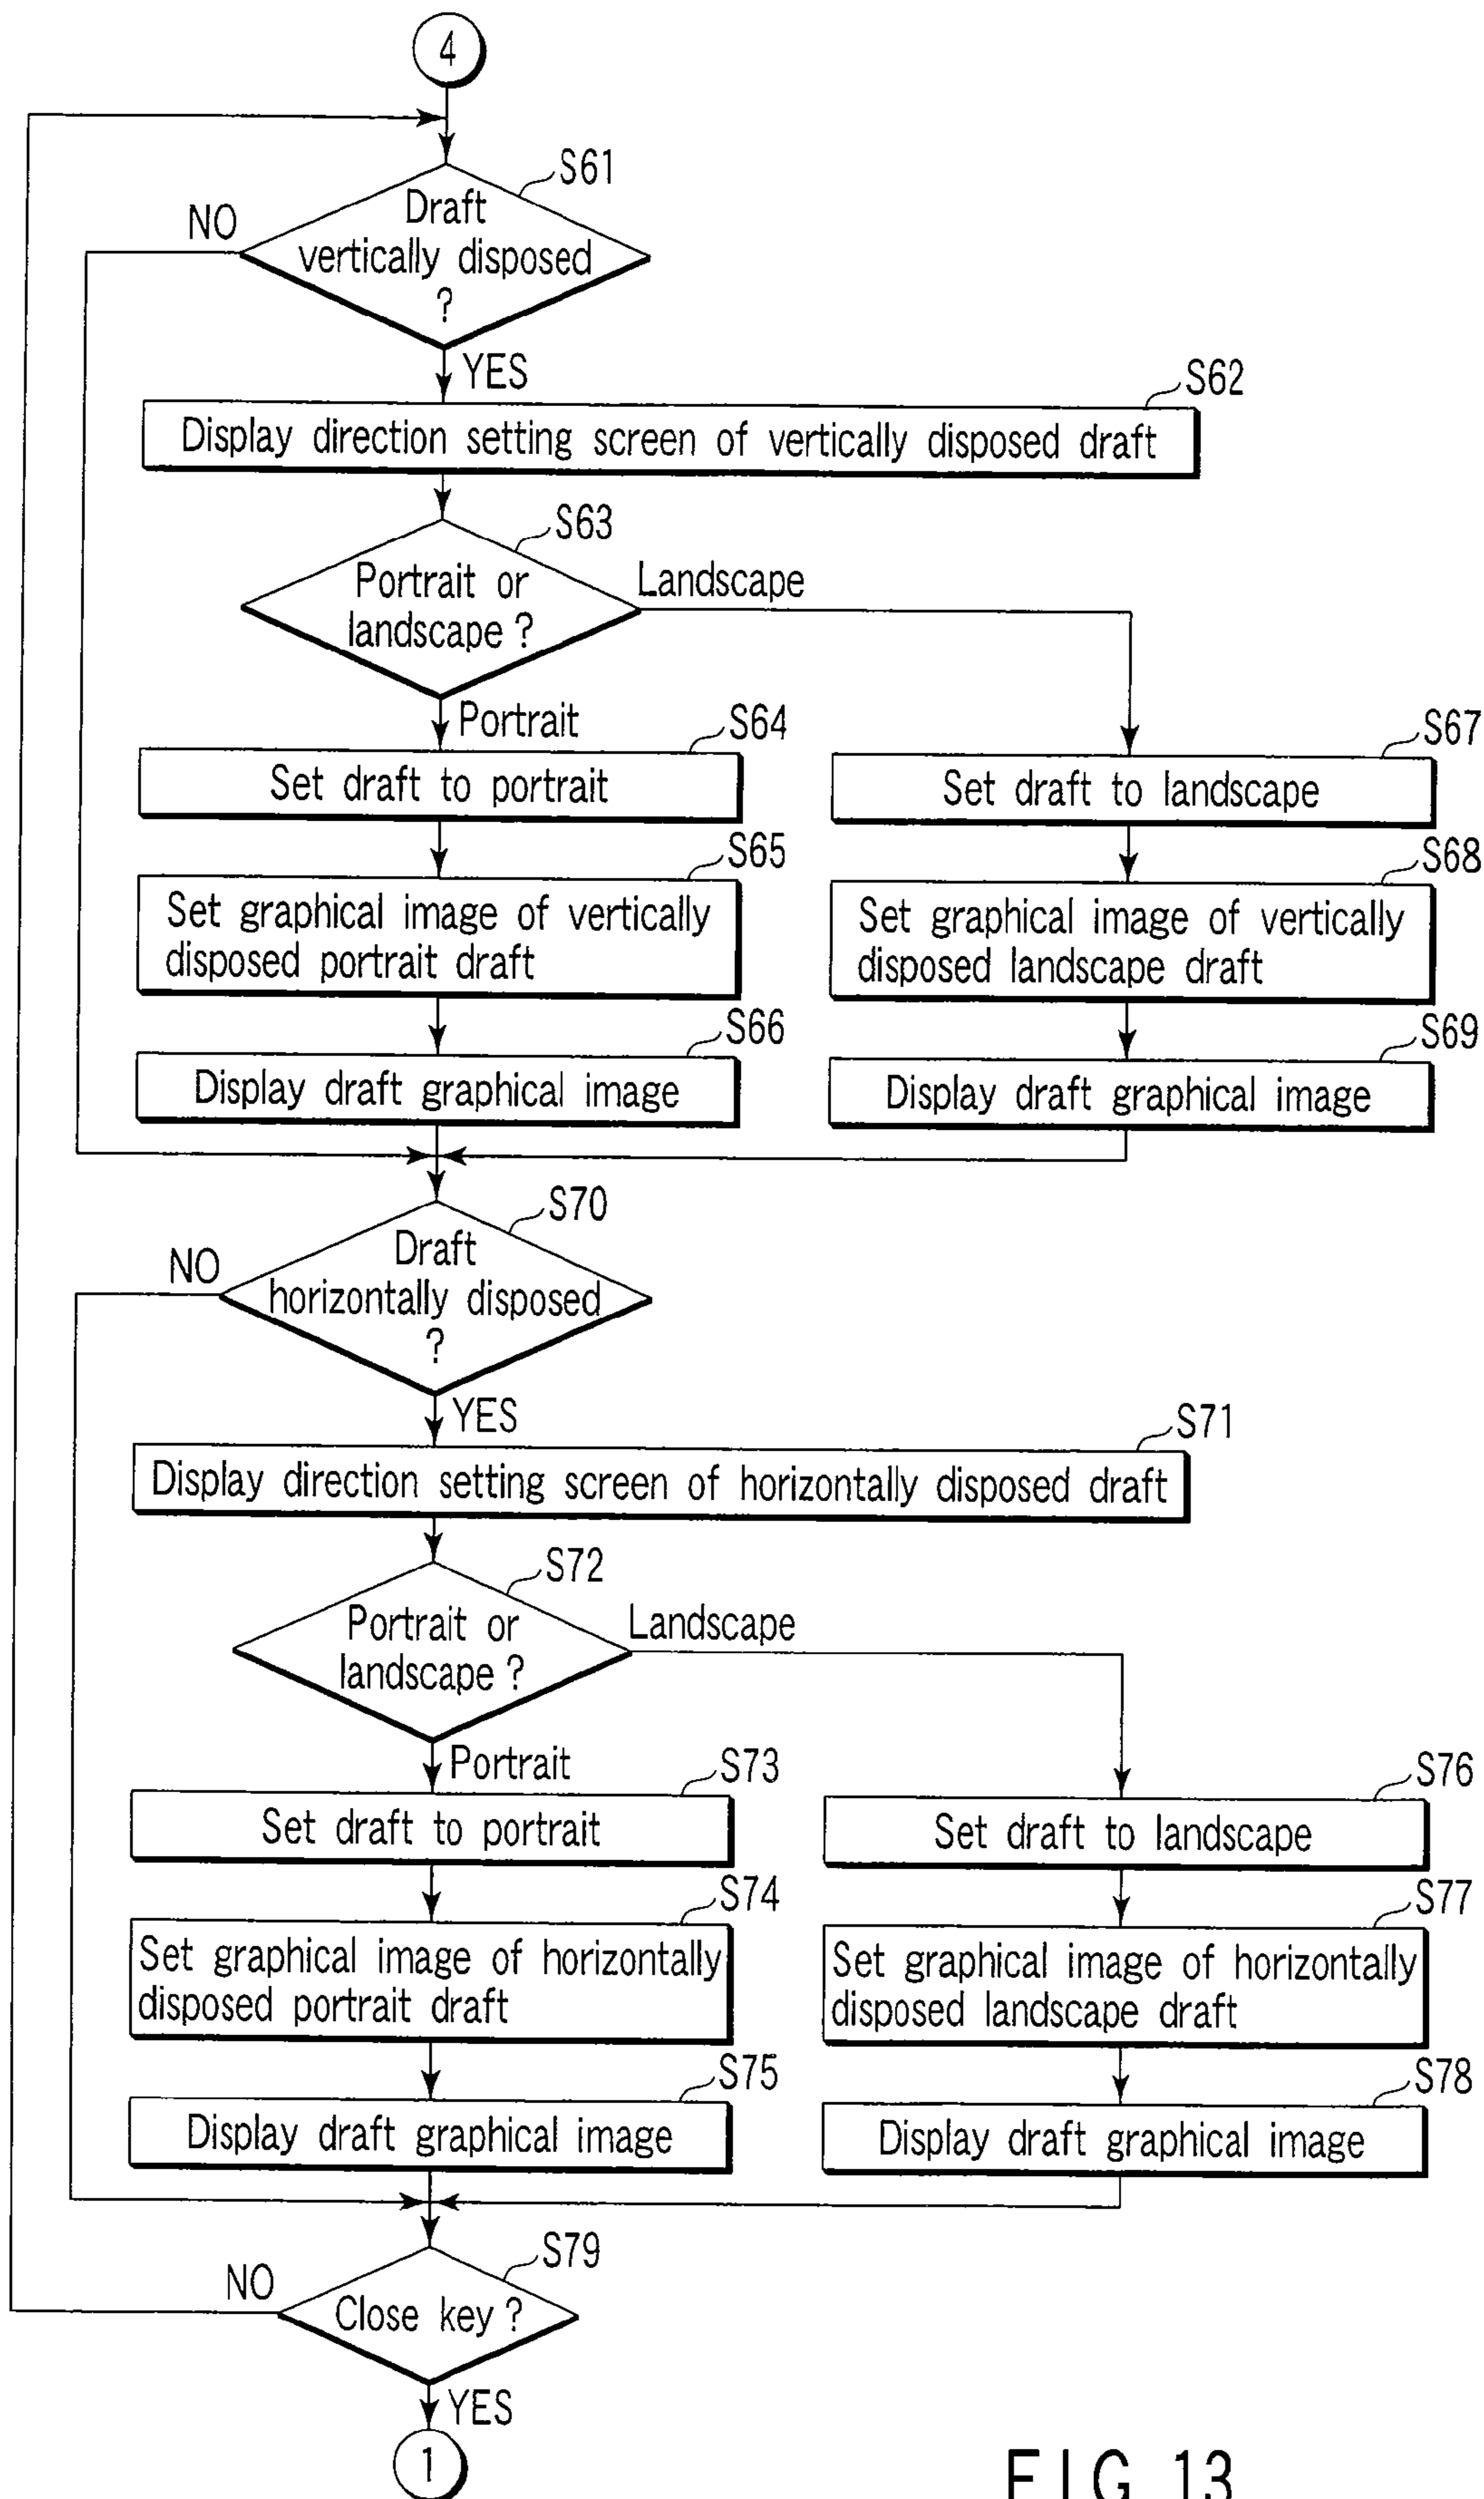 4
S61
NO
Draft
vertically disposed
?
YES
S62
Display direction setting screen of vertically disposed draft
S63
Portrait or
landscape ?
Landscape
Portrait
S64
Set draft to portrait
S67
Set draft to landscape
S65
Set graphical image of vertically
disposed portrait draft
S68
Set graphical image of vertically
disposed landscape draft
S66
Display draft graphical image
S69
Display draft graphical image
S70
NO
Draft
horizontally disposed
?
YES
S71
Display direction setting screen of horizontally disposed draft
S72
Portrait or
landscape ?
Landscape
Portrait
S73
Set draft to portrait
S76
Set draft to landscape
S74
Set graphical image of horizontally
disposed portrait draft
S77
Set graphical image of horizontally
disposed landscape draft
S75
Display draft graphical image
S78
Display draft graphical image
S79
NO
Close key ?
YES
1
FIG. 13